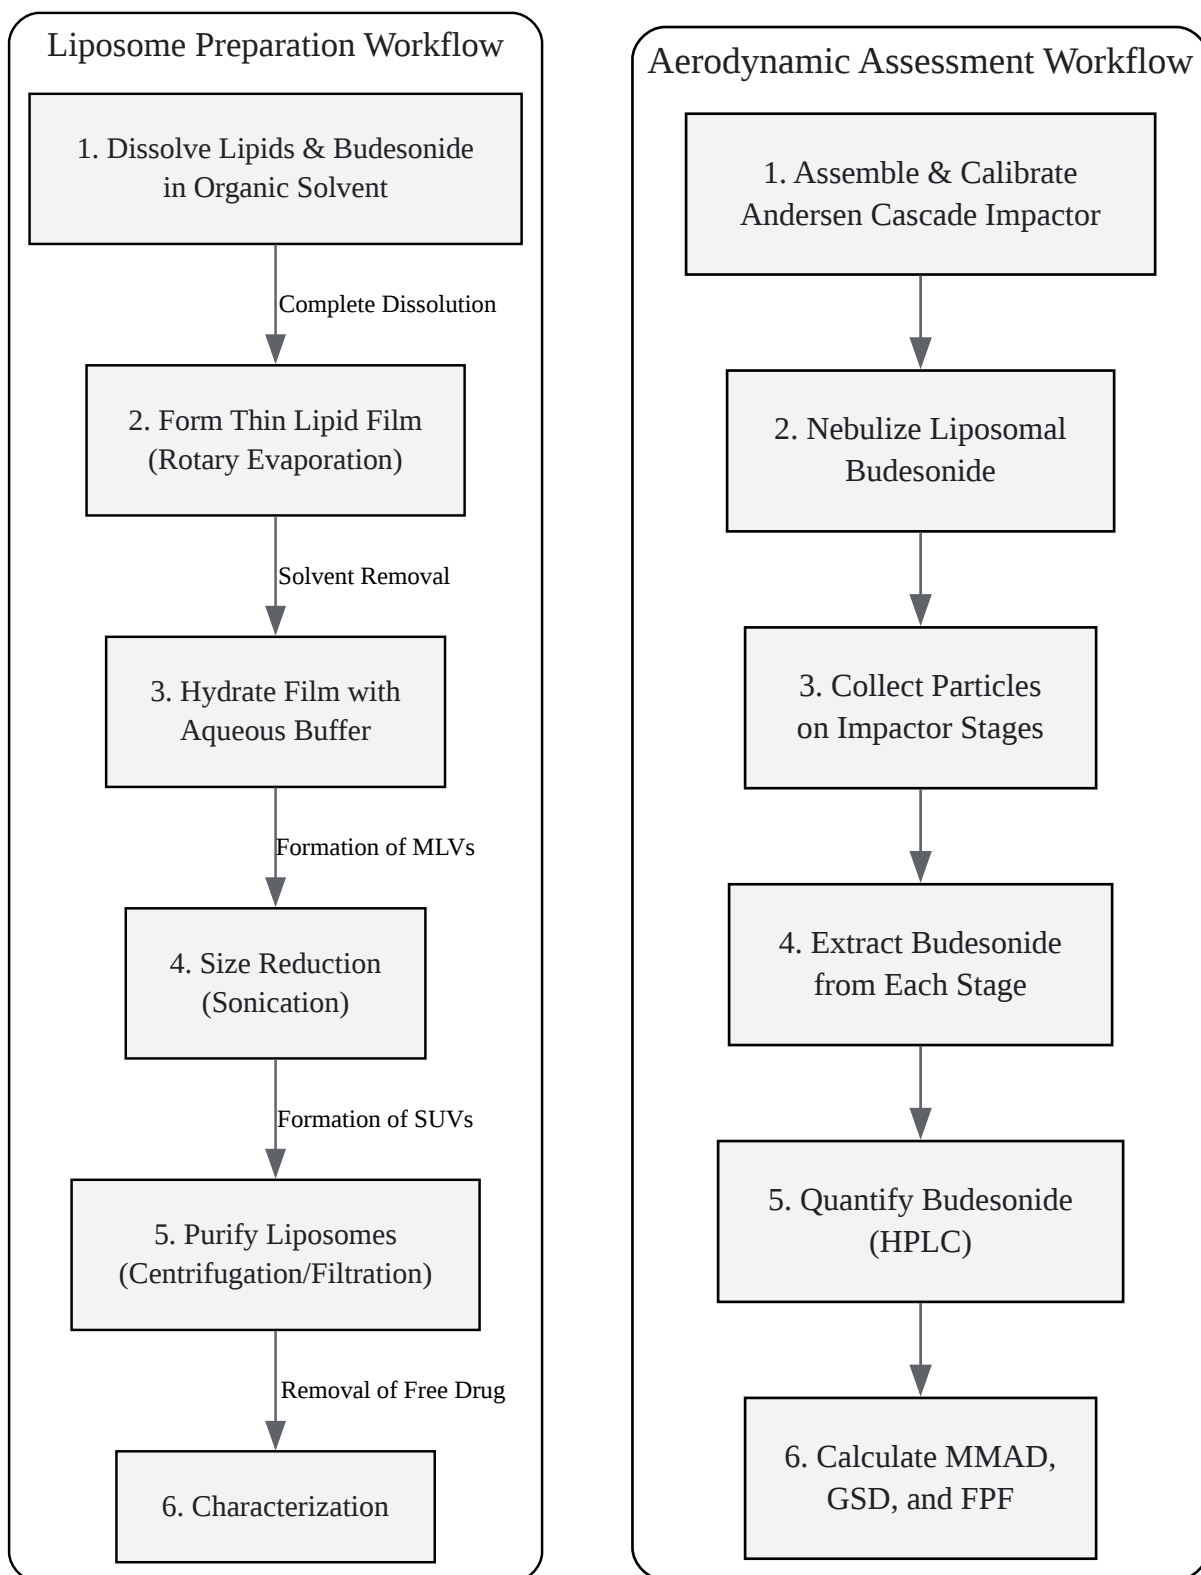 Liposome Preparation Workflow
1. Dissolve Lipids & Budesonide
in Organic Solvent
Complete Dissolution
2. Form Thin Lipid Film
(Rotary Evaporation)
Solvent Removal
3. Hydrate Film with
Aqueous Buffer
Formation of MLVs
4. Size Reduction
(Sonication)
Formation of SUVs
5. Purify Liposomes
(Centrifugation/Filtration)
Removal of Free Drug
6. Characterization
Aerodynamic Assessment Workflow
1. Assemble & Calibrate
Andersen Cascade Impactor
2. Nebulize Liposomal
Budesonide
3. Collect Particles
on Impactor Stages
4. Extract Budesonide
from Each Stage
5. Quantify Budesonide
(HPLC)
6. Calculate MMAD,
GSD, and FPF